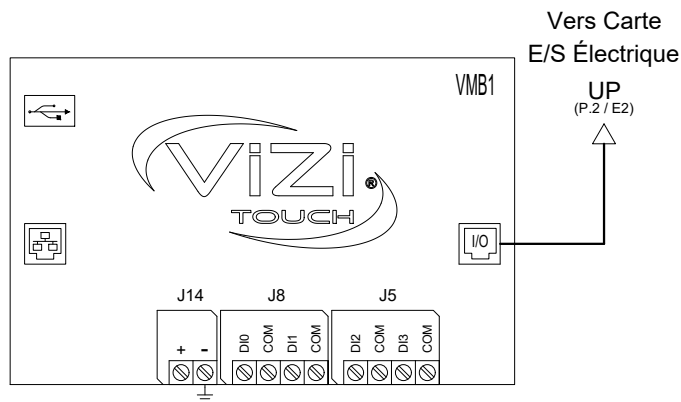 Vers Carte
E/S Électrique
UP
(P.2 / E2)
VMB1
ViZi®
TOUCH
I/O
J14
J8
J5
+ -
DI0 COM DI1 COM
DI2 COM DI3 COM